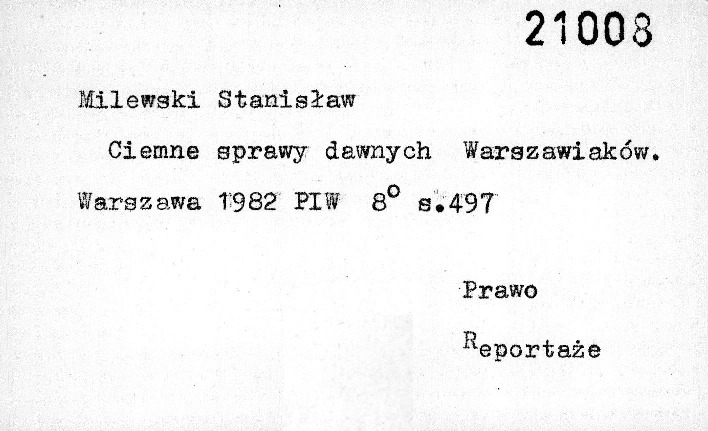 21008
Milewski Stanisław
Ciemne sprawy dawnych Warszawiaków.
Warszawa 1982 PIW 8° s.497
Prawo
Reportaże